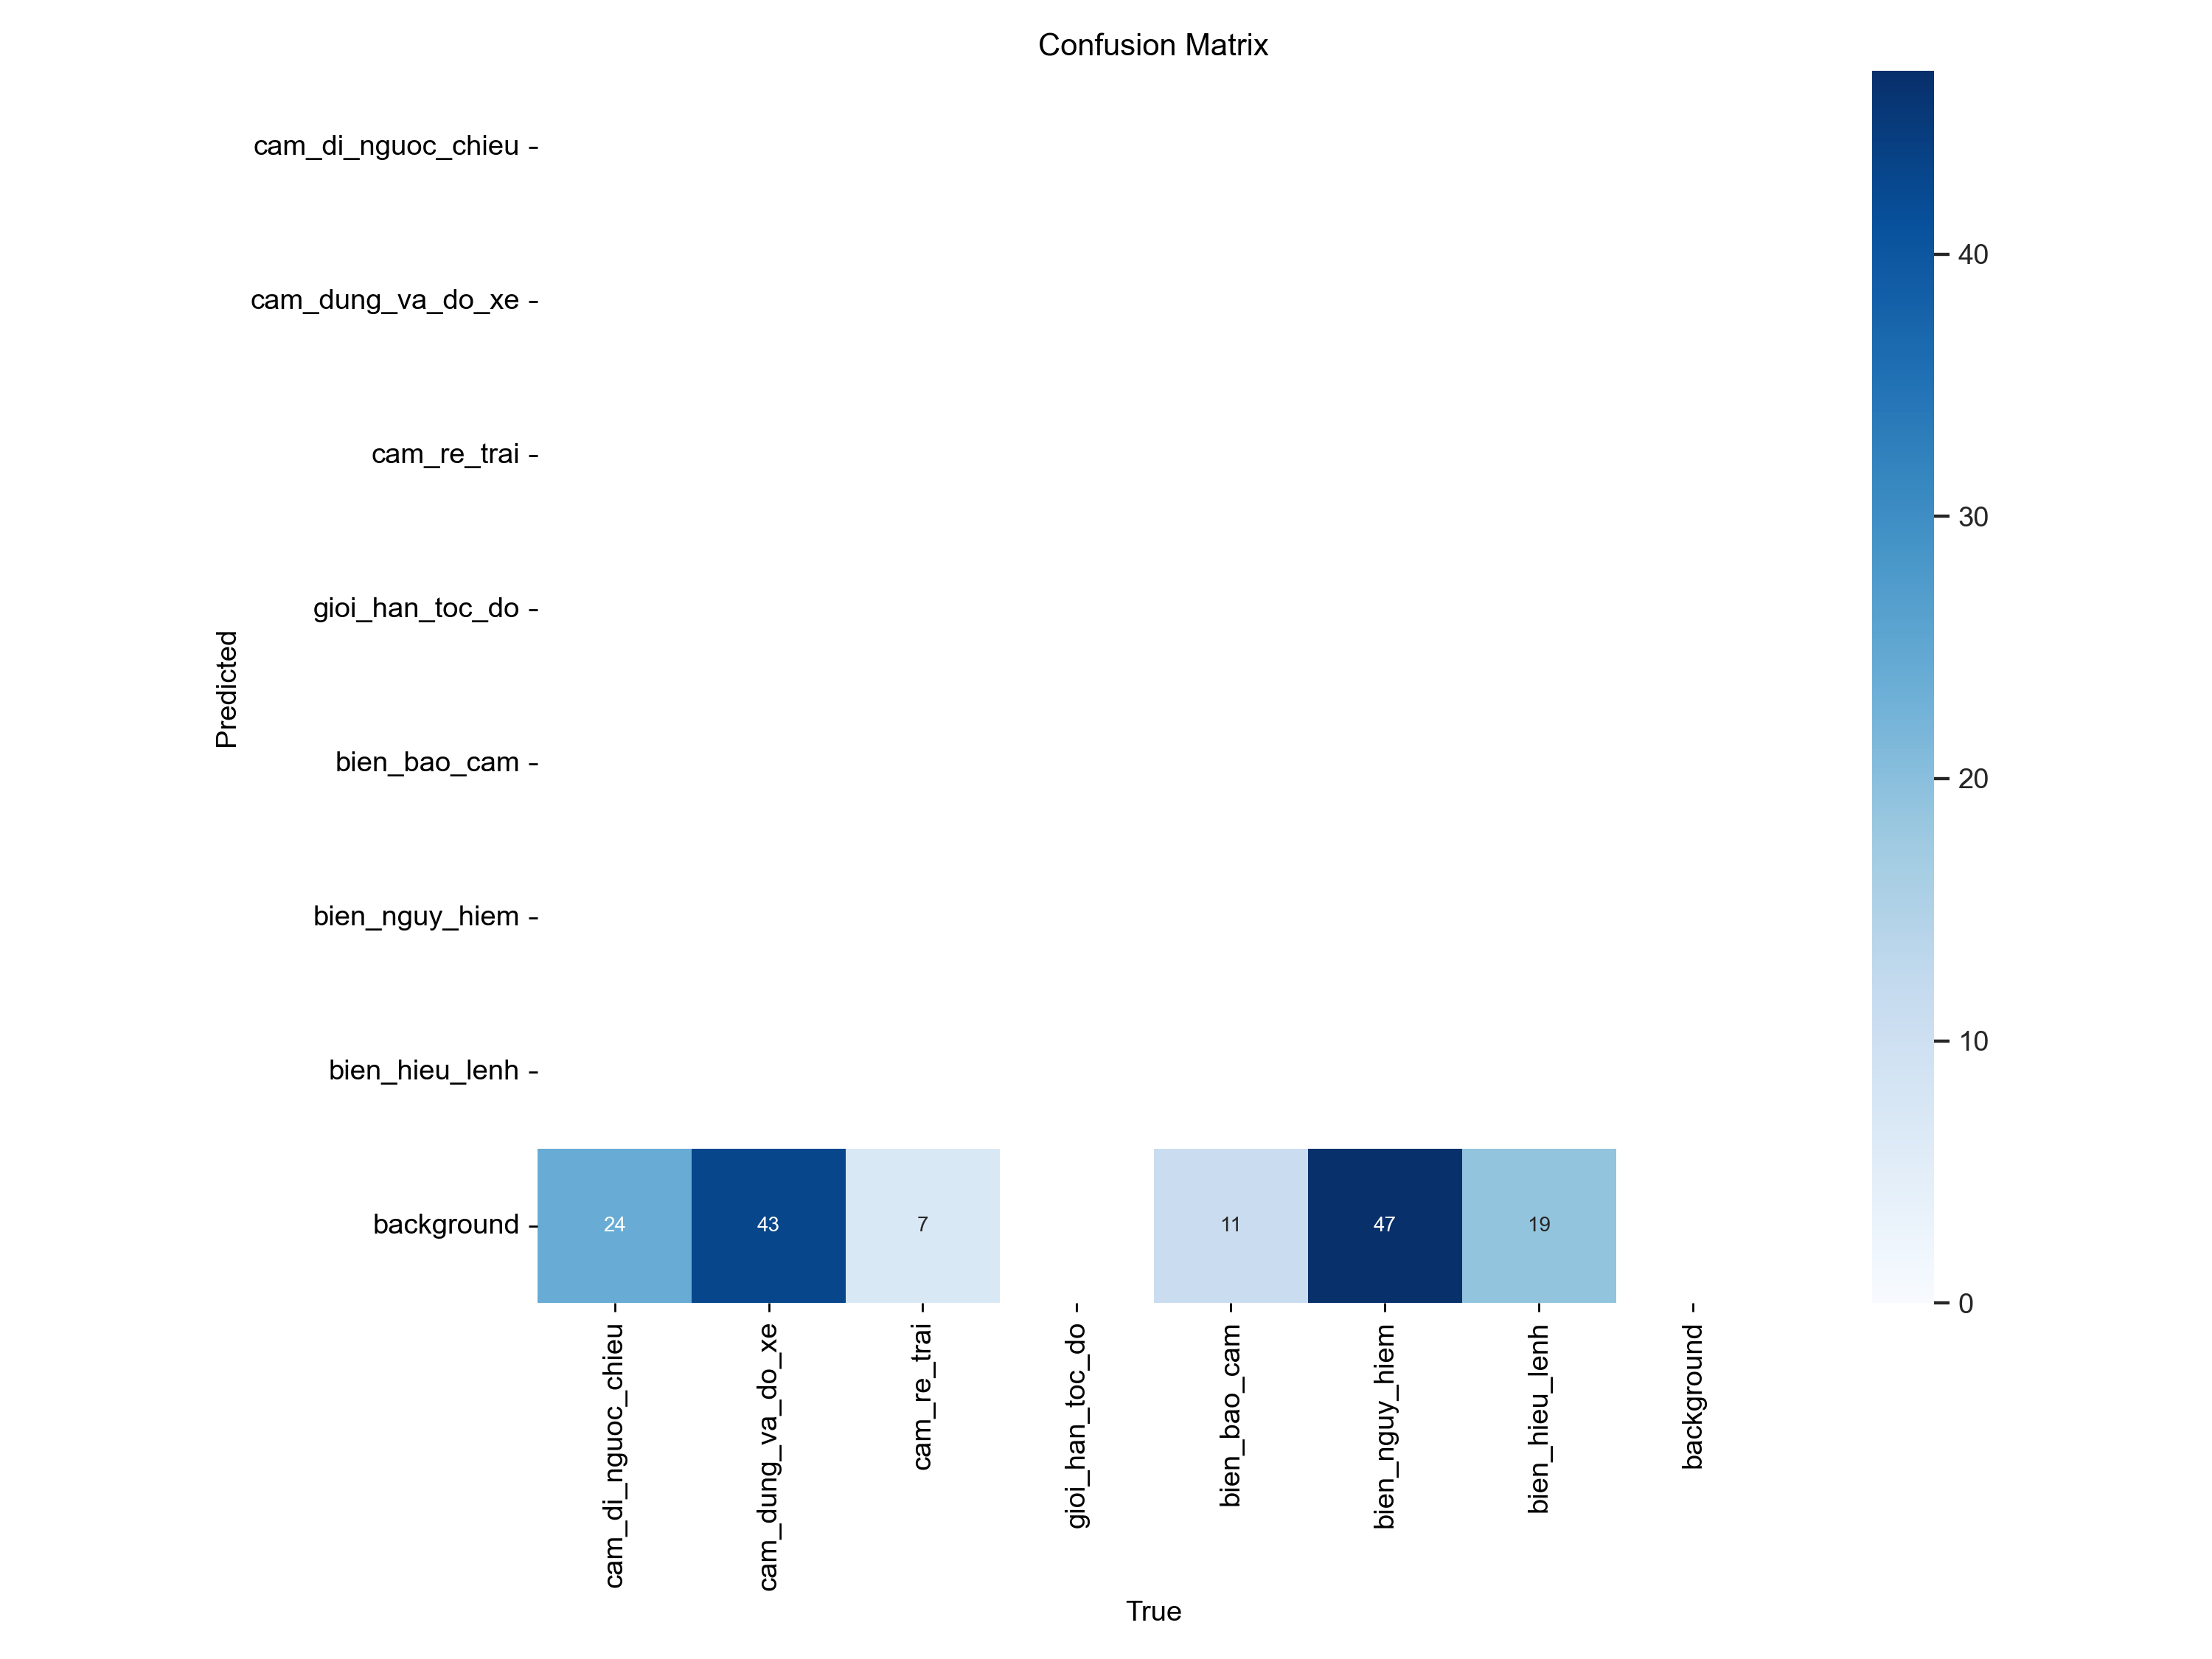 Confusion Matrix
cam_di_nguoc_chieu
cam_dung_va_do_xe
cam_re_trai
gioi_han_toc_do
bien_bao_cam
bien_nguy_hiem
bien_hieu_lenh
background
Predicted
24 43 7 11 47 19
cam_di_nguoc_chieu
cam_dung_va_do_xe
cam_re_trai
gioi_han_toc_do
bien_bao_cam
bien_nguy_hiem
bien_hieu_lenh
background
True
40
30
20
10
0